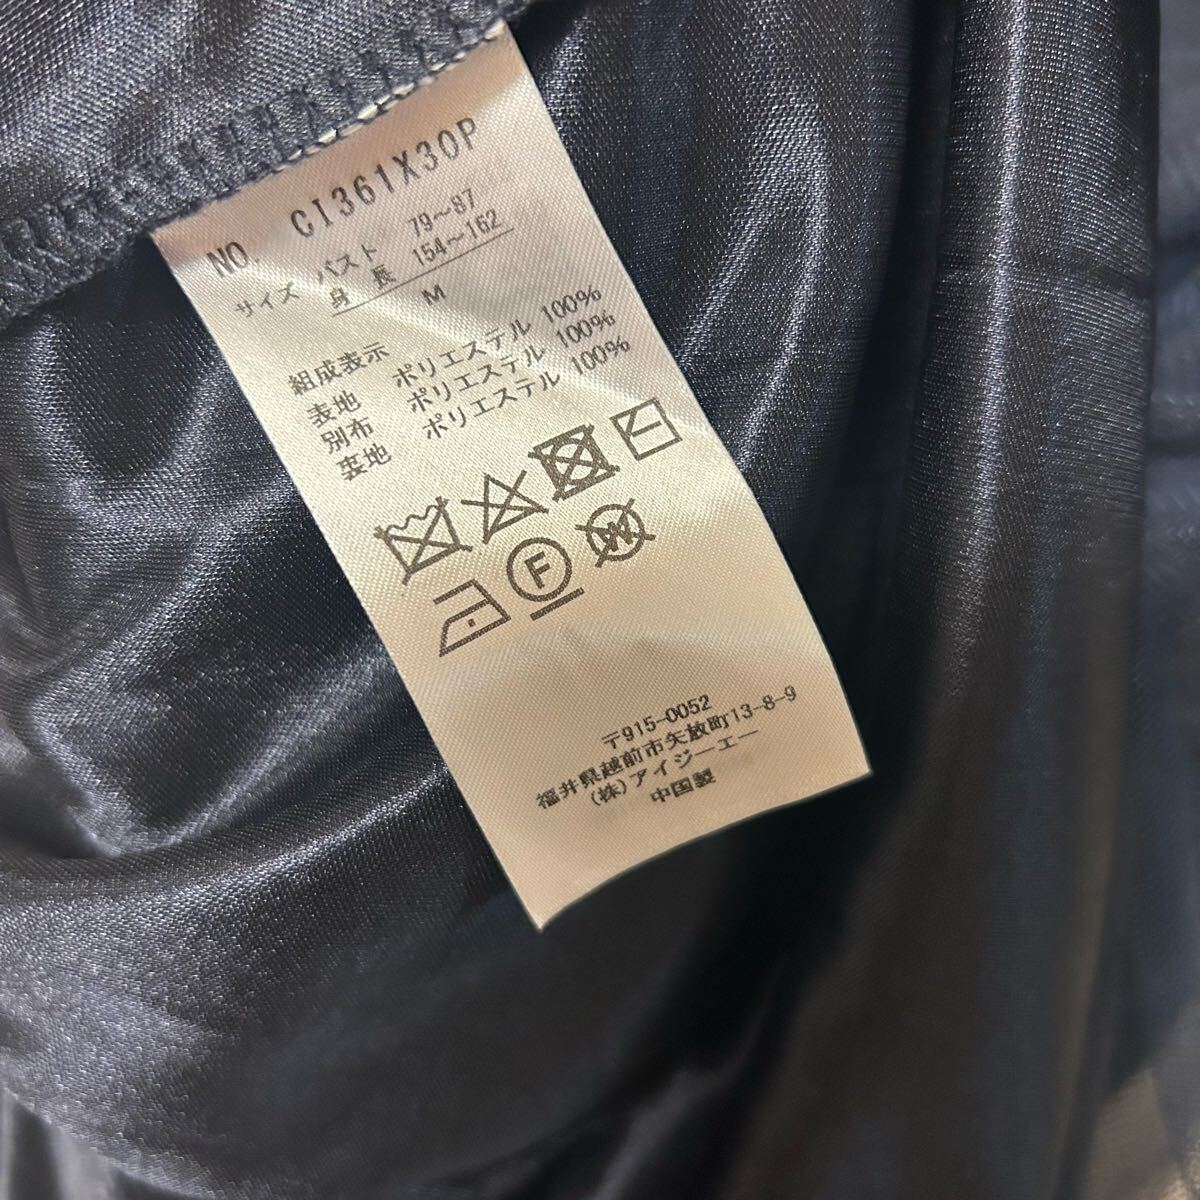 NO. CI361X30P
サイズ バスト 79～87
身長 154～162
M
組成表示
表地 ポリエステル 100%
別布 ポリエステル 100%
裏地 ポリエステル 100%
F
W
〒915-0052
福井県越前市矢放町13-8-9
(株)アイジーエー
中国製